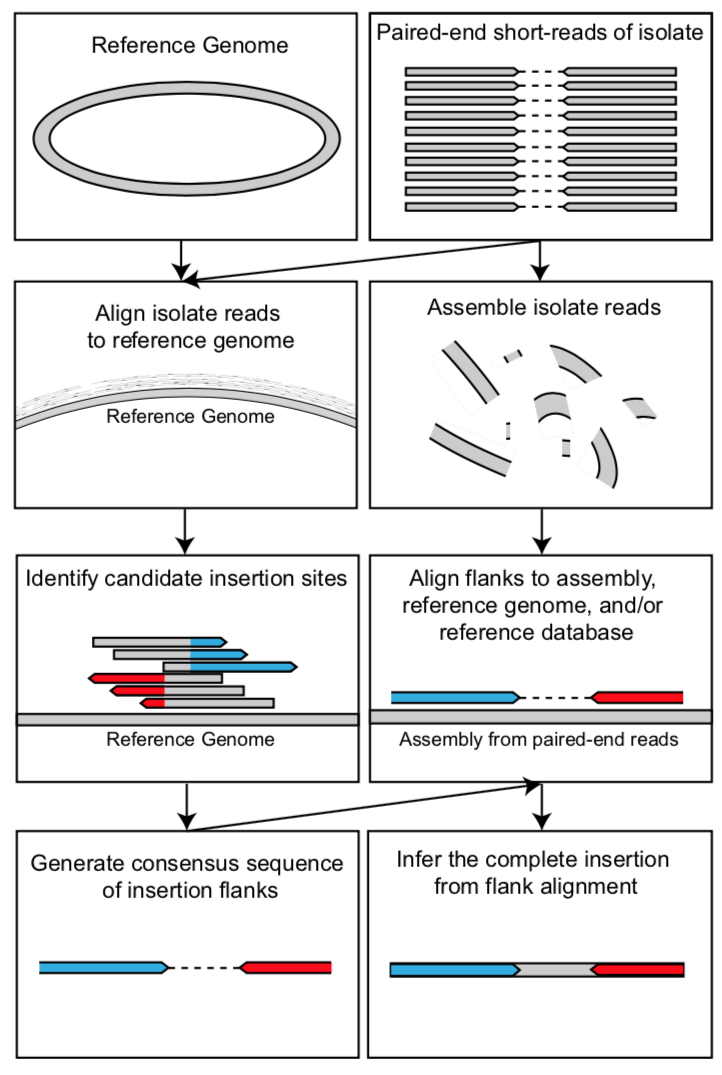 Reference Genome
Paired-end short-reads of isolate
Align isolate reads
to reference genome
Reference Genome
Assemble isolate reads
Identify candidate insertion sites
Reference Genome
Align flanks to assembly,
reference genome, and/or
reference database
Assembly from paired-end reads
Generate consensus sequence
of insertion flanks
Infer the complete insertion
from flank alignment